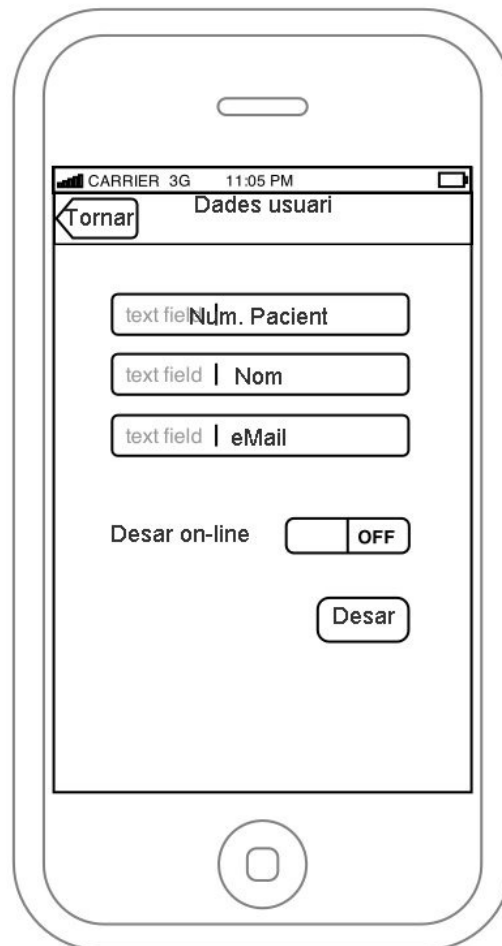 CARRIER 3G 11:05 PM
Tornar Dades usuari
text field Num. Pacient
text field Nom
text field eMail
Desar on-line OFF
Desar